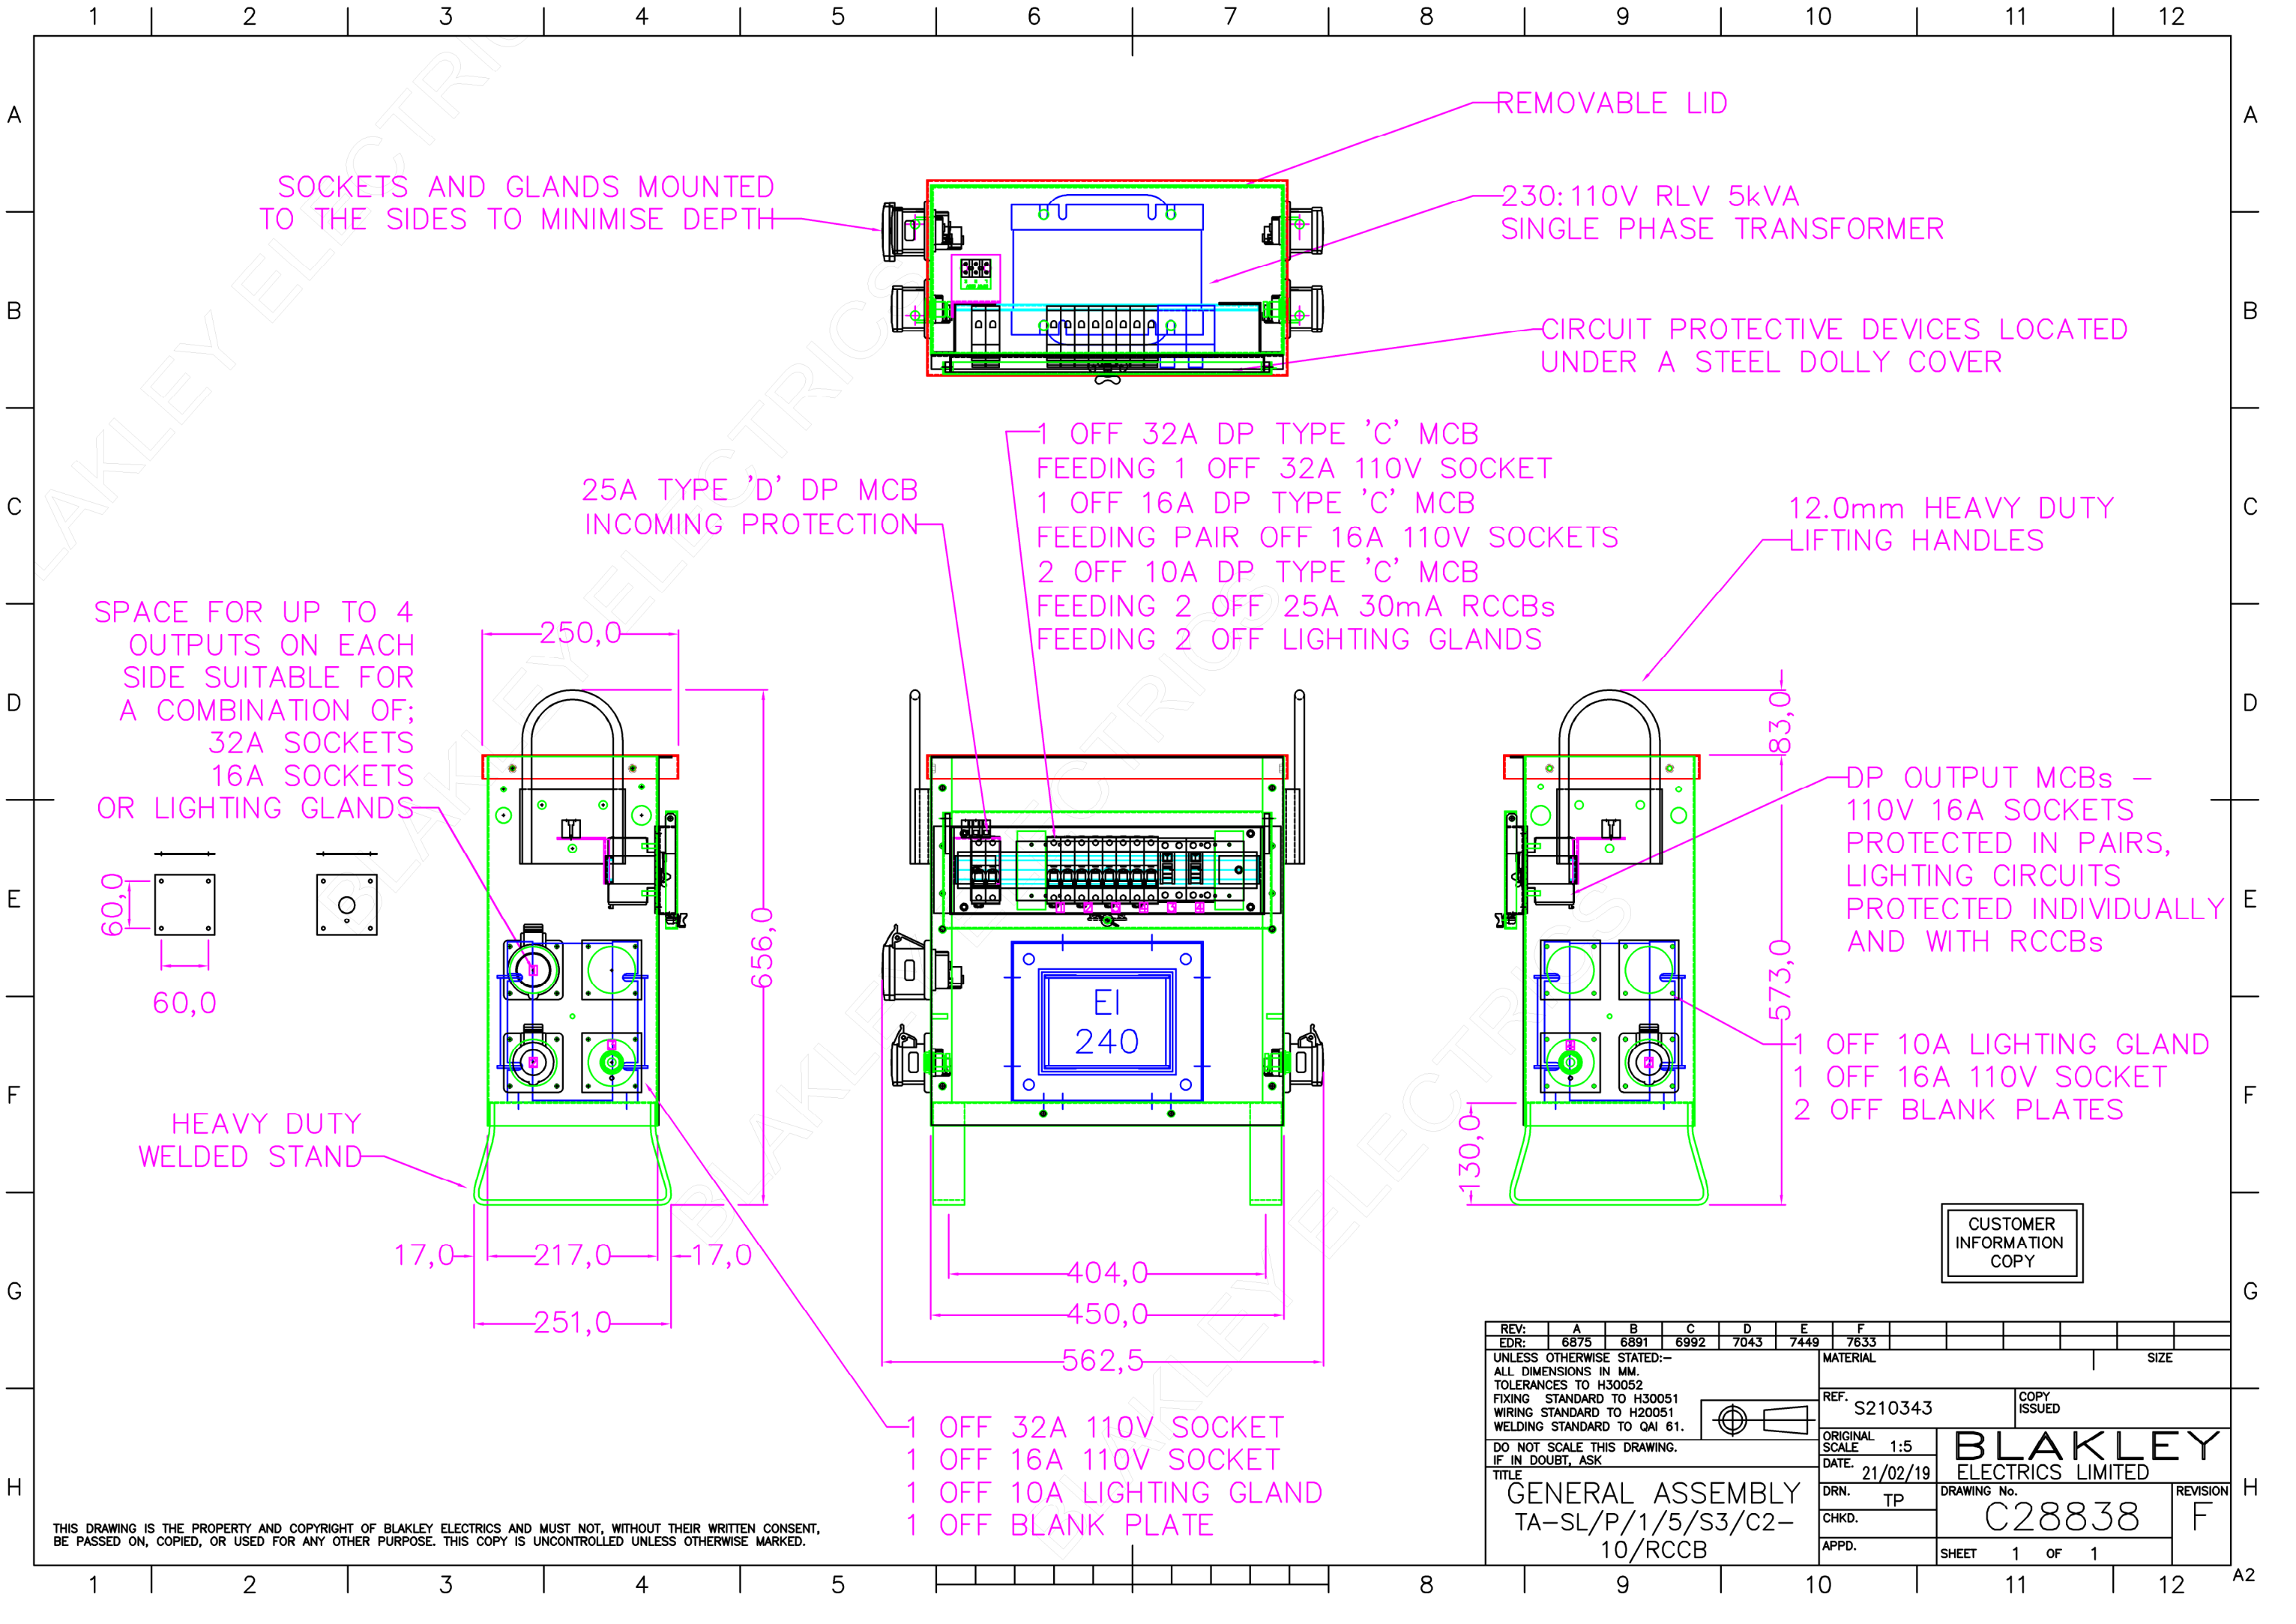 1 2 3 4 5 6 7 8 9 10 11 12
A A
B B
C C
D D
E E
F F
G G
H H
REMOVABLE LID
SOCKETS AND GLANDS MOUNTED
TO THE SIDES TO MINIMISE DEPTH
230:110V RLV 5kVA
SINGLE PHASE TRANSFORMER
CIRCUIT PROTECTIVE DEVICES LOCATED
UNDER A STEEL DOLLY COVER
1 OFF 32A DP TYPE 'C' MCB
FEEDING 1 OFF 32A 110V SOCKET
1 OFF 16A DP TYPE 'C' MCB
FEEDING PAIR OFF 16A 110V SOCKETS
2 OFF 10A DP TYPE 'C' MCB
FEEDING 2 OFF 25A 30mA RCCBs
FEEDING 2 OFF LIGHTING GLANDS
25A TYPE 'D' DP MCB
INCOMING PROTECTION
12.0mm HEAVY DUTY
LIFTING HANDLES
SPACE FOR UP TO 4
OUTPUTS ON EACH
SIDE SUITABLE FOR
A COMBINATION OF;
32A SOCKETS
16A SOCKETS
OR LIGHTING GLANDS
250,0
83,0
DP OUTPUT MCBs –
110V 16A SOCKETS
PROTECTED IN PAIRS,
LIGHTING CIRCUITS
PROTECTED INDIVIDUALLY
AND WITH RCCBs
60,0
60,0
656,0
573,0
EI
240
1 OFF 10A LIGHTING GLAND
1 OFF 16A 110V SOCKET
2 OFF BLANK PLATES
HEAVY DUTY
WELDED STAND
130,0
17,0 217,0 17,0
251,0
404,0
450,0
562,5
1 OFF 32A 110V SOCKET
1 OFF 16A 110V SOCKET
1 OFF 10A LIGHTING GLAND
1 OFF BLANK PLATE
CUSTOMER
INFORMATION
COPY
REV: A B C D E F
EDR: 6875 6891 6992 7043 7449 7633
UNLESS OTHERWISE STATED:–
ALL DIMENSIONS IN MM.
TOLERANCES TO H30052
FIXING STANDARD TO H30051
WIRING STANDARD TO H20051
WELDING STANDARD TO QAI 61.
DO NOT SCALE THIS DRAWING.
IF IN DOUBT, ASK
MATERIAL SIZE
REF. S210343
COPY
ISSUED
ORIGINAL
SCALE 1:5
DATE. 21/02/19
DRN. TP
CHKD.
APPD.
BLAKLEY
ELECTRICS LIMITED
DRAWING No.
C28838
REVISION
F
SHEET 1 OF 1
TITLE
GENERAL ASSEMBLY
TA–SL/P/1/5/S3/C2–
10/RCCB
THIS DRAWING IS THE PROPERTY AND COPYRIGHT OF BLAKLEY ELECTRICS AND MUST NOT, WITHOUT THEIR WRITTEN CONSENT,
BE PASSED ON, COPIED, OR USED FOR ANY OTHER PURPOSE. THIS COPY IS UNCONTROLLED UNLESS OTHERWISE MARKED.
1 2 3 4 5 8 9 10 11 12
A2
BLAKLEY ELECTRICS
BLAKLEY ELECTRICS
BLAKLEY ELECTRICS